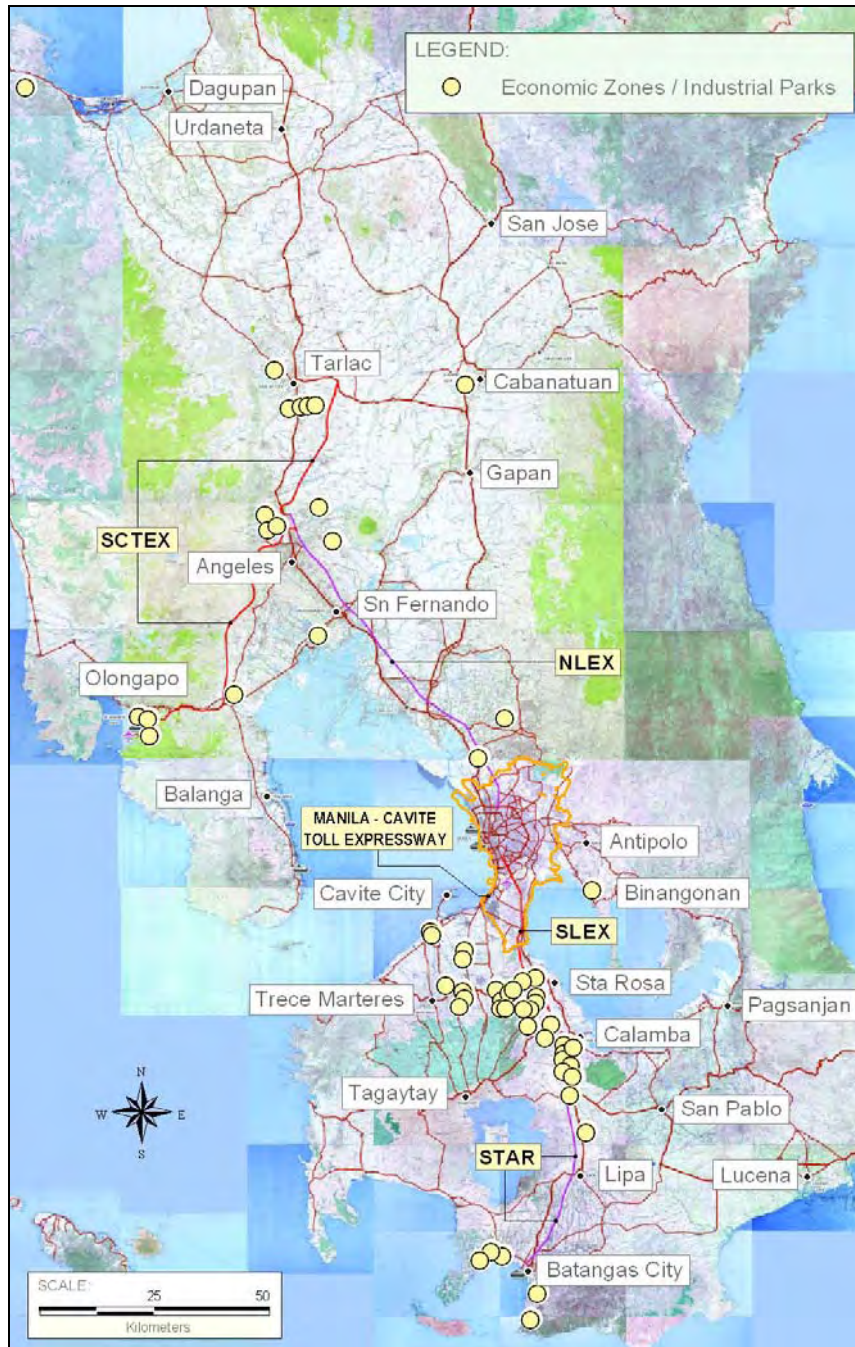 LEGEND:
Economic Zones / Industrial Parks
Dagupan
Urdaneta
San Jose
Tarlac
Cabanatuan
Gapan
SCTEX
Angeles
Sn Fernando
NLEX
Olongapo
Balanga
MANILA - CAVITE
TOLL EXPRESSWAY
Antipolo
Cavite City
Binangonan
SLEX
Sta Rosa
Trece Marteres
Pagsanjan
Calamba
N
W
E
S
Tagaytay
San Pablo
STAR
Lipa
Lucena
Batangas City
SCALE:
25
50
Kilometers